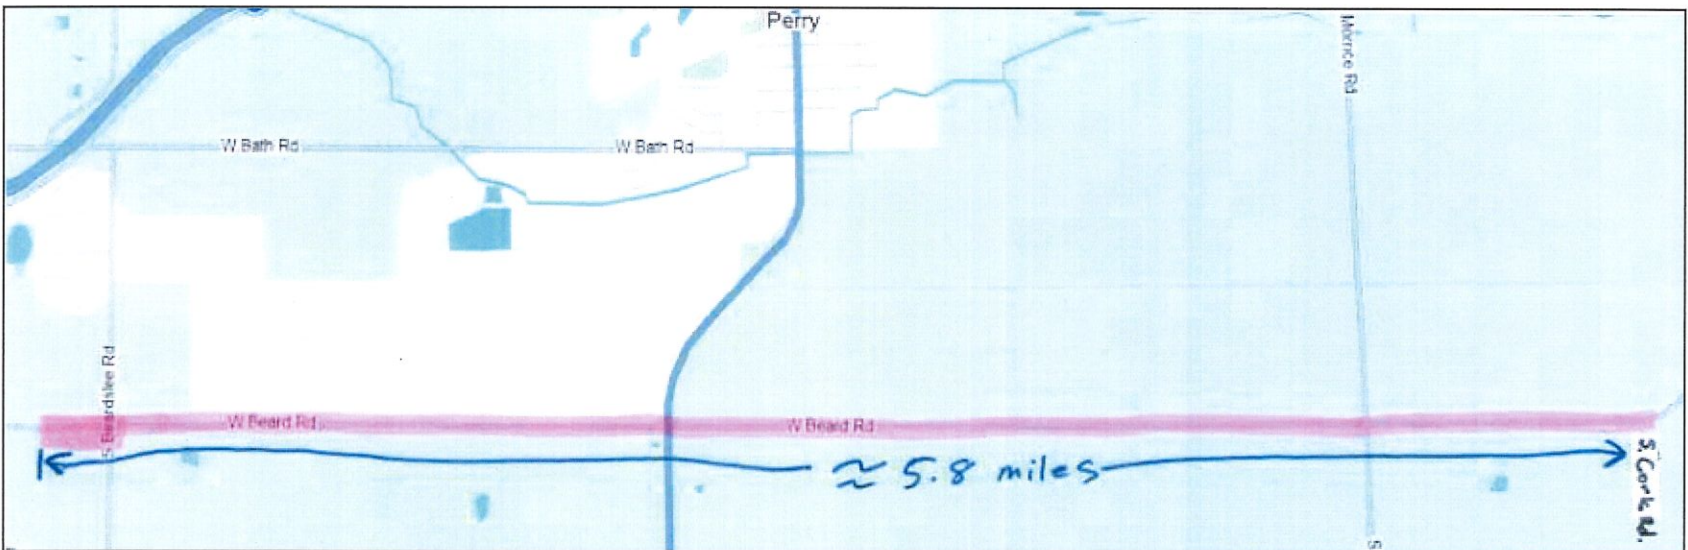 Perry
Morrice Rd
W Bath Rd
W Bath Rd
S Beardslee Rd
W Beard Rd
W Beard Rd
≈ 5.8 miles
S. Cork Rd.
S